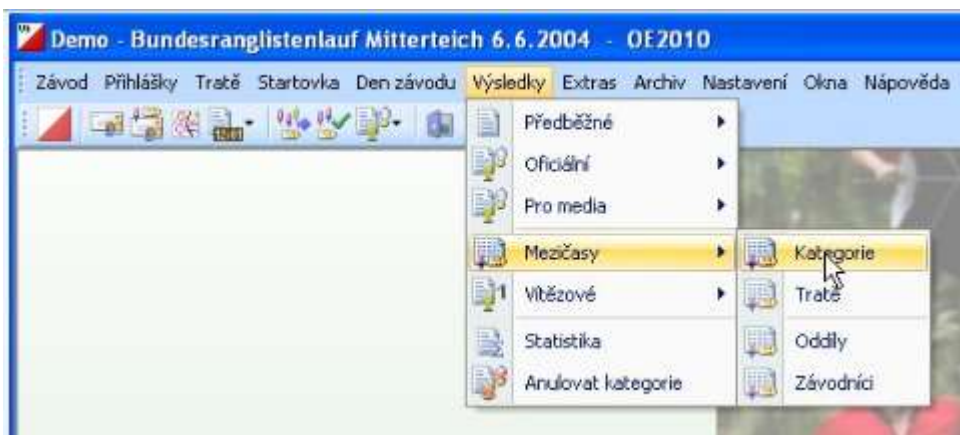 Demo - Bundesranglistenlauf Mitterteich 6.6.2004 - OE2010
Závod Přihlášky Tratě Startovka Den závodu Výsledky Extras Archiv Nastavení Okna Nápověda
Předběžné
Oficiální
Pro media
Mezičasy
Kategorie
Vítězové
Tratě
Statistika
Oddíly
Anulovat kategorie
Závodníci